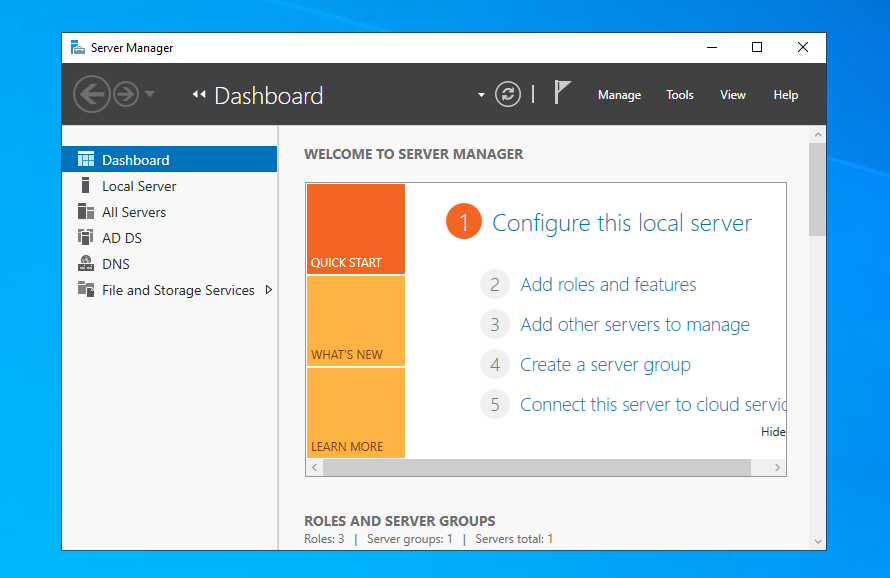 Server Manager
Dashboard
Manage Tools View Help
Dashboard
Local Server
All Servers
AD DS
DNS
File and Storage Services
WELCOME TO SERVER MANAGER
QUICK START
WHAT'S NEW
LEARN MORE
1 Configure this local server
2 Add roles and features
3 Add other servers to manage
4 Create a server group
5 Connect this server to cloud servic
Hide
ROLES AND SERVER GROUPS
Roles: 3 | Server groups: 1 | Servers total: 1